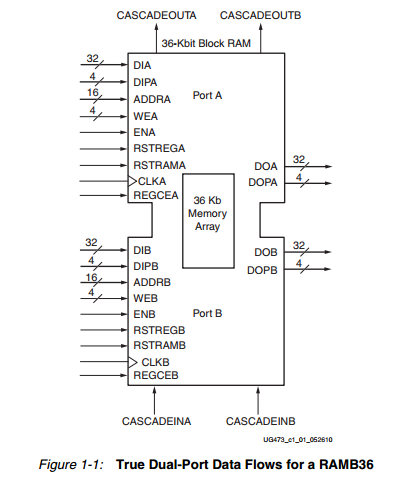 CASCADEOUTA CASCADEOUTB
36-Kbit Block RAM
32 DIA
4 DIPA
16 ADDRA Port A
4 WEA
ENA
RSTREGA
RSTRAMA DOA 32
CLKA DOPA 4
REGCEA
36 Kb
Memory
Array
32 DIB DOB 32
4 DIPB DOPB 4
16 ADDRB
4 WEB
ENB Port B
RSTREGB
RSTRAMB
CLKB
REGCEB
CASCADEINA CASCADEINB
UG473_c1_01_052610
Figure 1-1: True Dual-Port Data Flows for a RAMB36